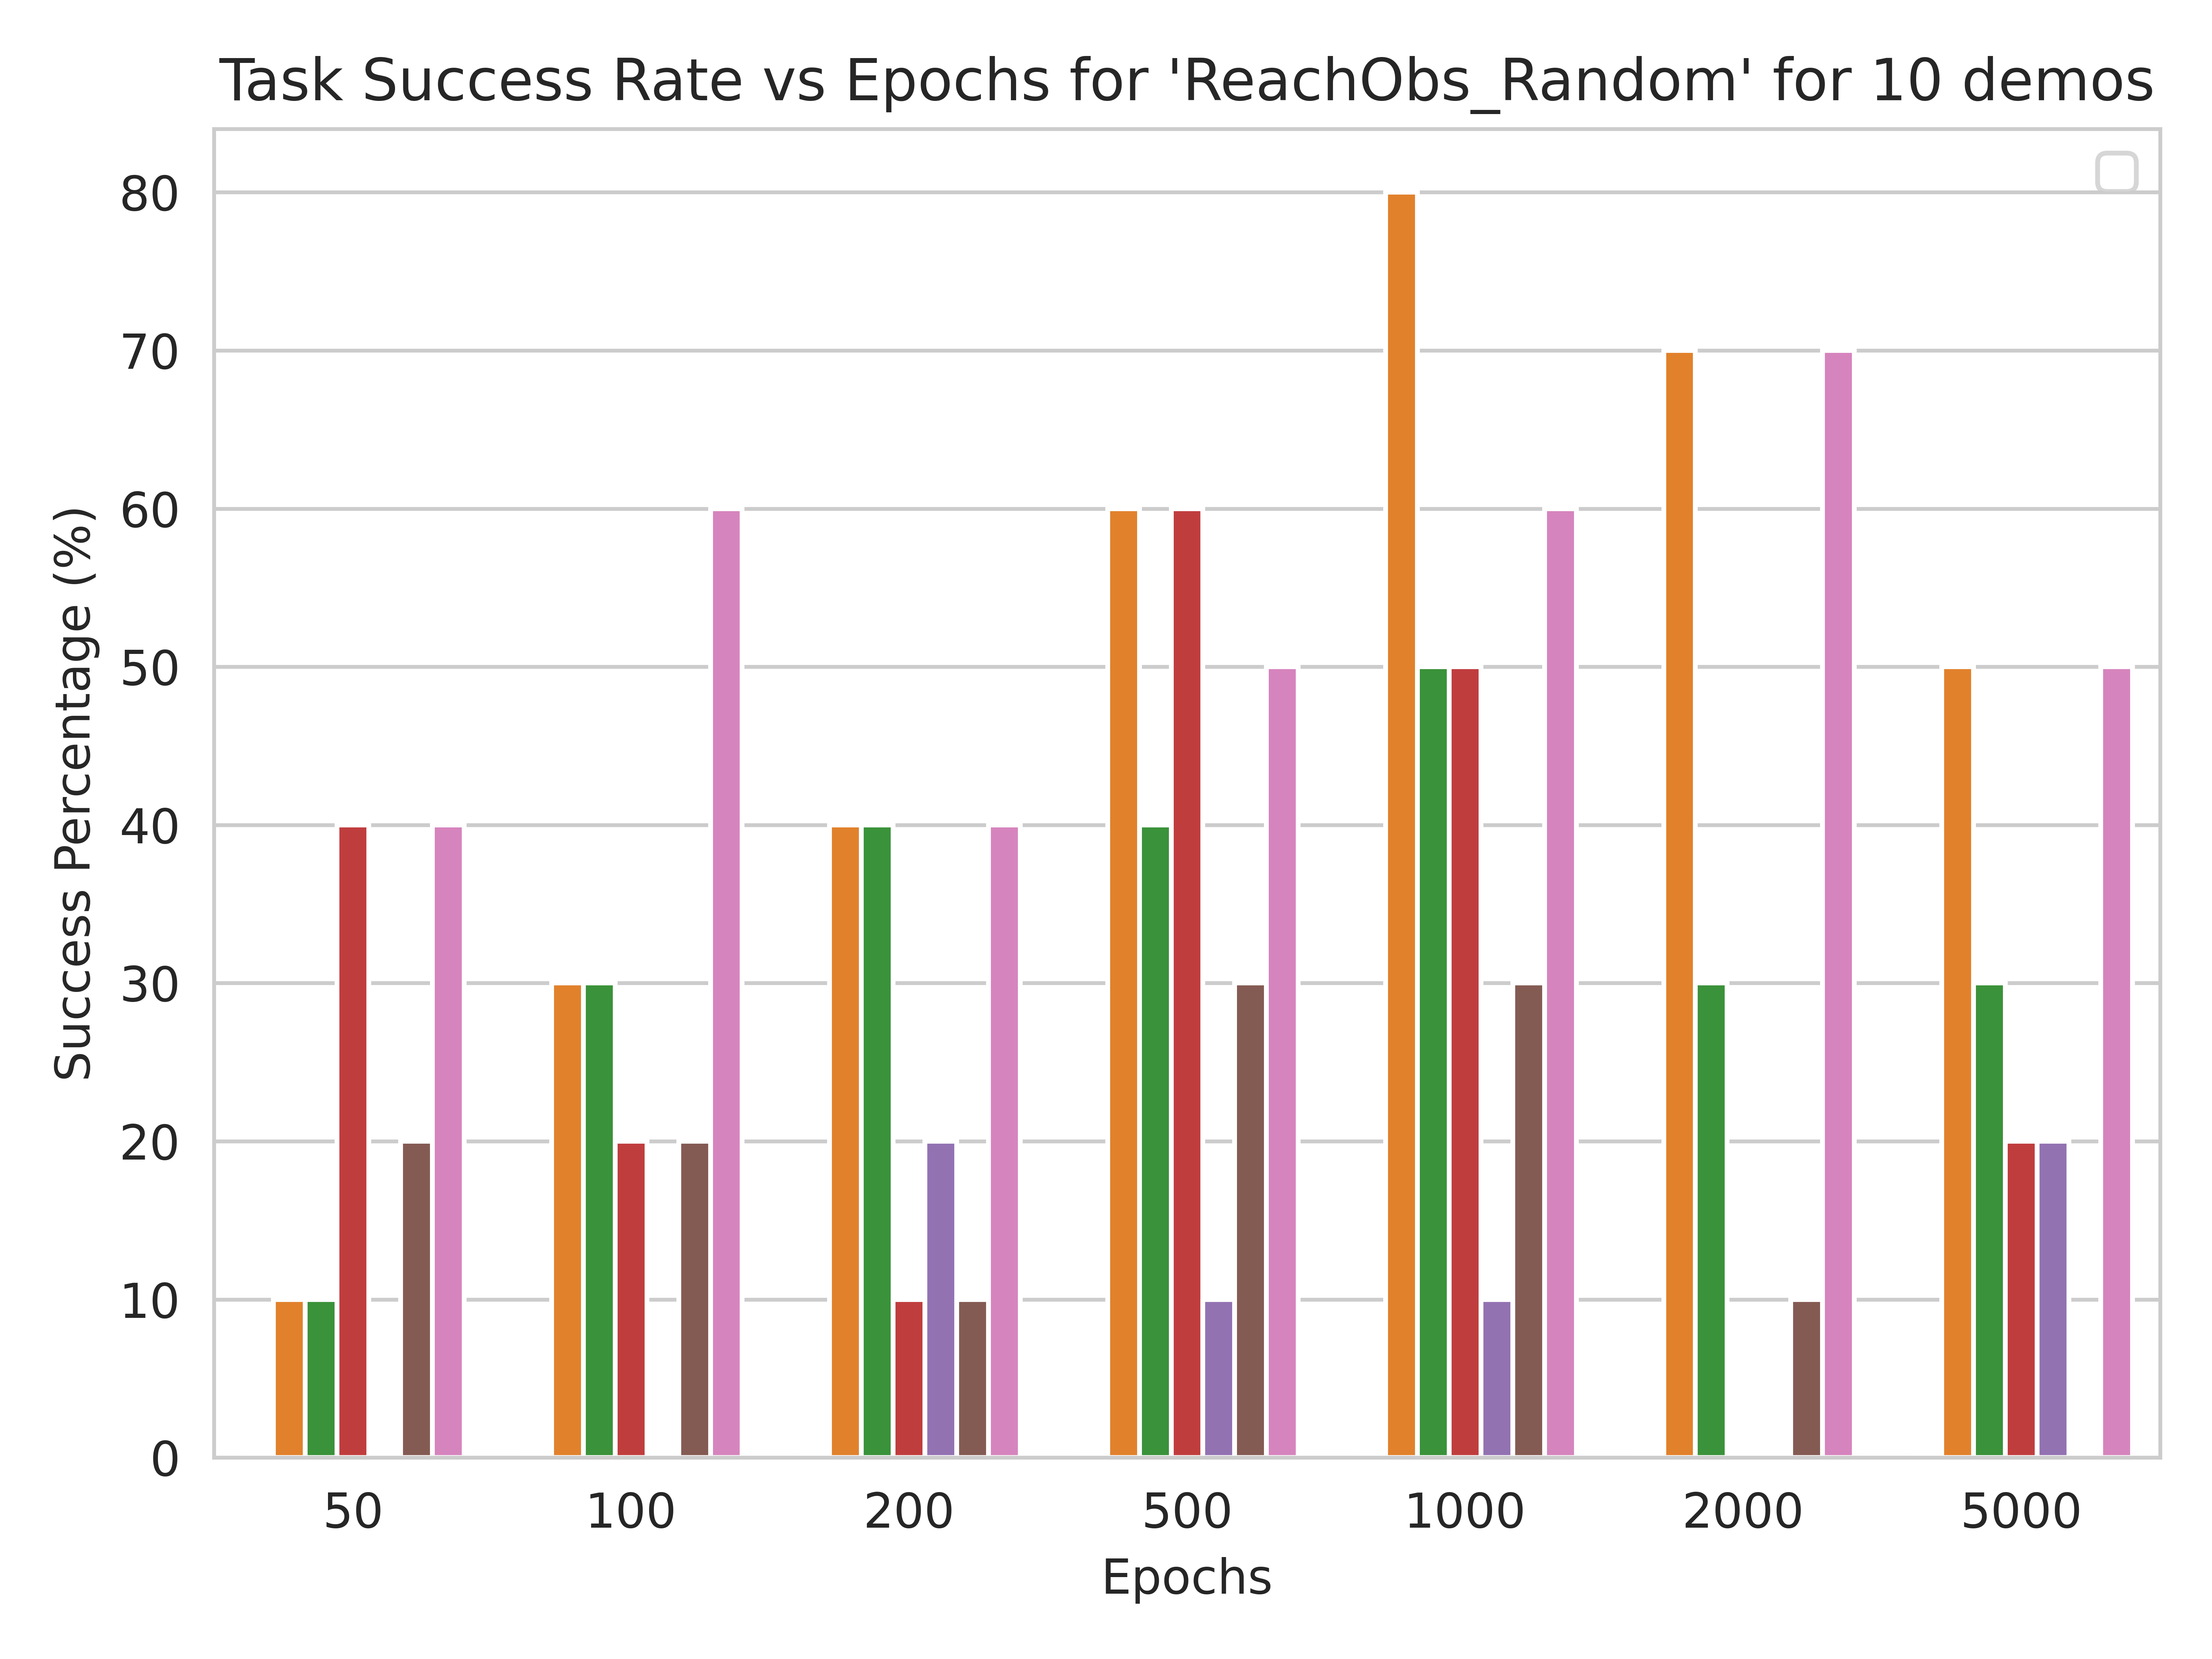 Task Success Rate vs Epochs for 'ReachObs_Random' for 10 demos
Success Percentage (%)
80
70
60
50
40
30
20
10
0
50 100 200 500 1000 2000 5000
Epochs